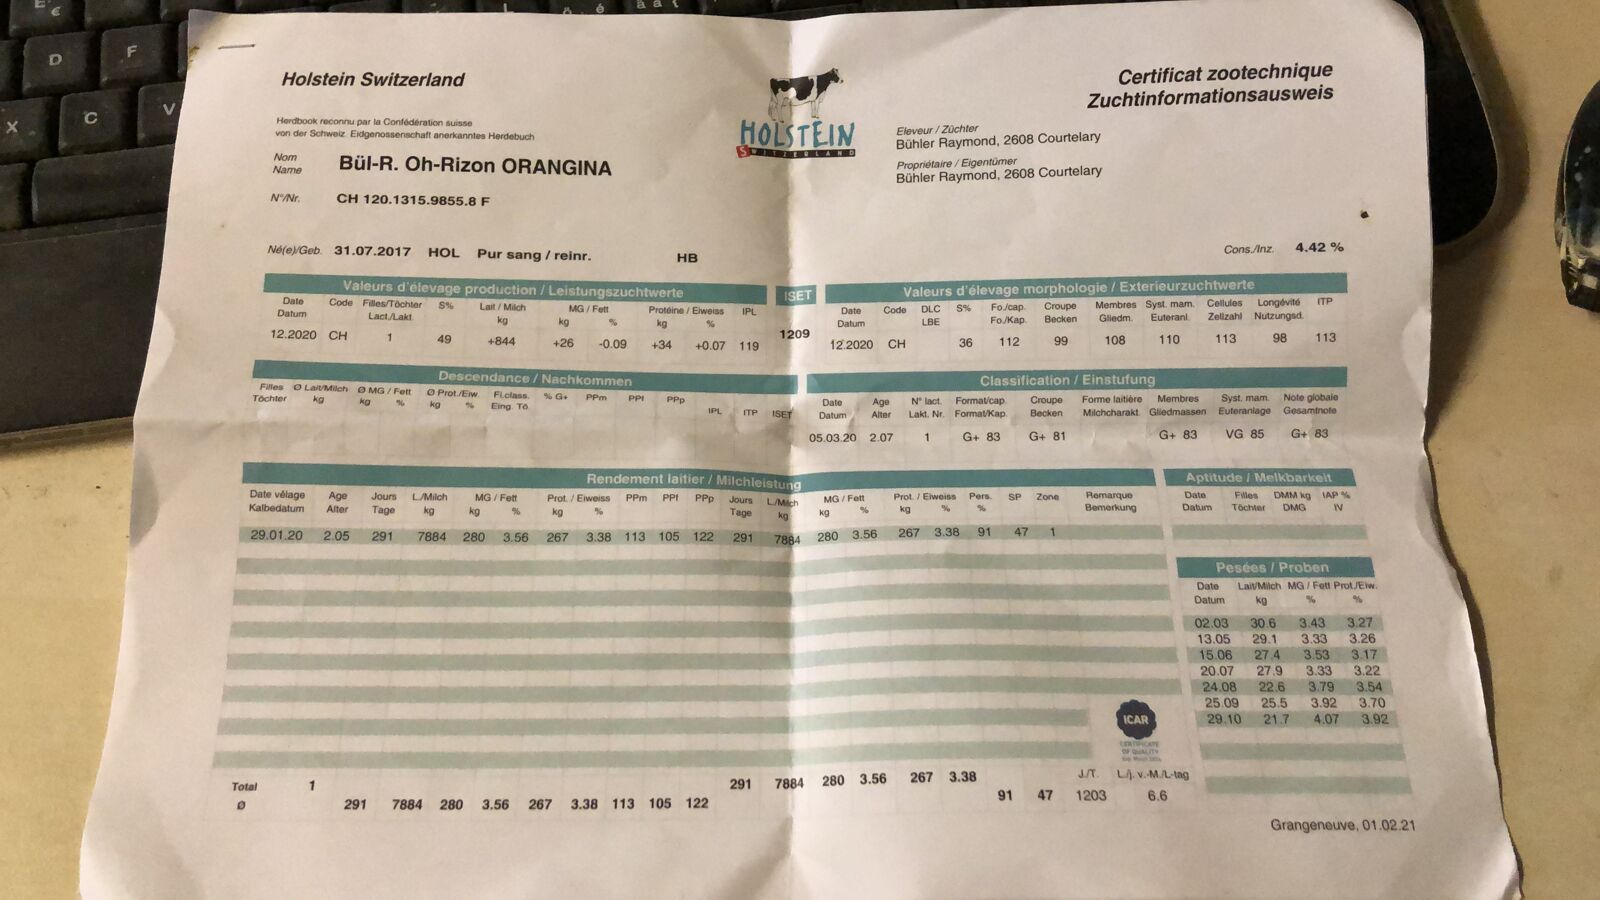 Holstein Switzerland
Herdbook reconnu par la Confédération suisse
von der Schweiz. Eidgenossenschaft anerkanntes Herdebuch
HOLSTEIN
SWITZERLAND
Certificat zootechnique
Zuchtinformationsausweis
Eleveur / Züchter
Bühler Raymond, 2608 Courtelary
Propriétaire / Eigentümer
Bühler Raymond, 2608 Courtelary
Nom
Name
Bül-R. Oh-Rizon ORANGINA
N°/Nr. CH 120.1315.9855.8 F
Né(e)/Geb. 31.07.2017 HOL Pur sang / reinr. HB Cons./Inz. 4.42 %
Valeurs d'élevage production / Leistungszuchtwerte
Date Code Filles/Töchter S% Lait / Milch MG / Fett Protéine / Eiweiss IPL
Datum Lact./Lakt. kg kg % kg %
12.2020 CH 1 49 +844 +26 -0.09 +34 +0.07 119
ISET
1209
Valeurs d'élevage morphologie / Exterieurzuchtwerte
Date Code DLC S% Fo./cap. Croupe Membres Syst. mam. Cellules Longévité ITP
Datum LBE Fo./Kap. Becken Gliedm. Euteranl. Zellzahl Nutzungsd.
12.2020 CH 36 112 99 108 110 113 98 113
Descendance / Nachkommen
Filles Ø Lait/Milch Ø MG / Fett Ø Prot./Eiw. Fl.class. % G+ PPm PPf PPp IPL ITP ISET
Töchter kg kg % kg % Eing. Tö.
Classification / Einstufung
Date Age N° lact. Format/cap. Croupe Forme laitière Membres Syst. mam. Note globale
Datum Alter Lakt. Nr. Format/Kap. Becken Milchcharakt. Gliedmassen Euteranlage Gesamtnote
05.03.20 2.07 1 G+ 83 G+ 81 G+ 83 VG 85 G+ 83
Rendement laitier / Milchleistung
Date vêlage Age Jours L./Milch MG / Fett Prot. / Eiweiss PPm PPf PPp Jours L./Milch MG / Fett Prot. / Eiweiss Pers. SP Zone Remarque
Kalbedatum Alter Tage kg kg % kg % Tage kg kg % kg % % Bemerkung
29.01.20 2.05 291 7884 280 3.56 267 3.38 113 105 122 291 7884 280 3.56 267 3.38 91 47 1
Aptitude / Melkbarkeit
Date Filles DMM kg IAP %
Datum Töchter DMG IV
Pesées / Proben
Date Lait/Milch MG / Fett Prot./Eiw.
Datum kg % %
02.03 30.6 3.43 3.27
13.05 29.1 3.33 3.26
15.06 27.4 3.53 3.17
20.07 27.9 3.33 3.22
24.08 22.6 3.79 3.54
25.09 25.5 3.92 3.70
29.10 21.7 4.07 3.92
ICAR
CERTIFICATE
OF QUALITY
Total 1 291 7884 280 3.56 267 3.38 J./T. L./j. v.-M./L-tag
Ø 291 7884 280 3.56 267 3.38 113 105 122 91 47 1203 6.6
Grangeneuve, 01.02.21
€
D
F
X
C
V